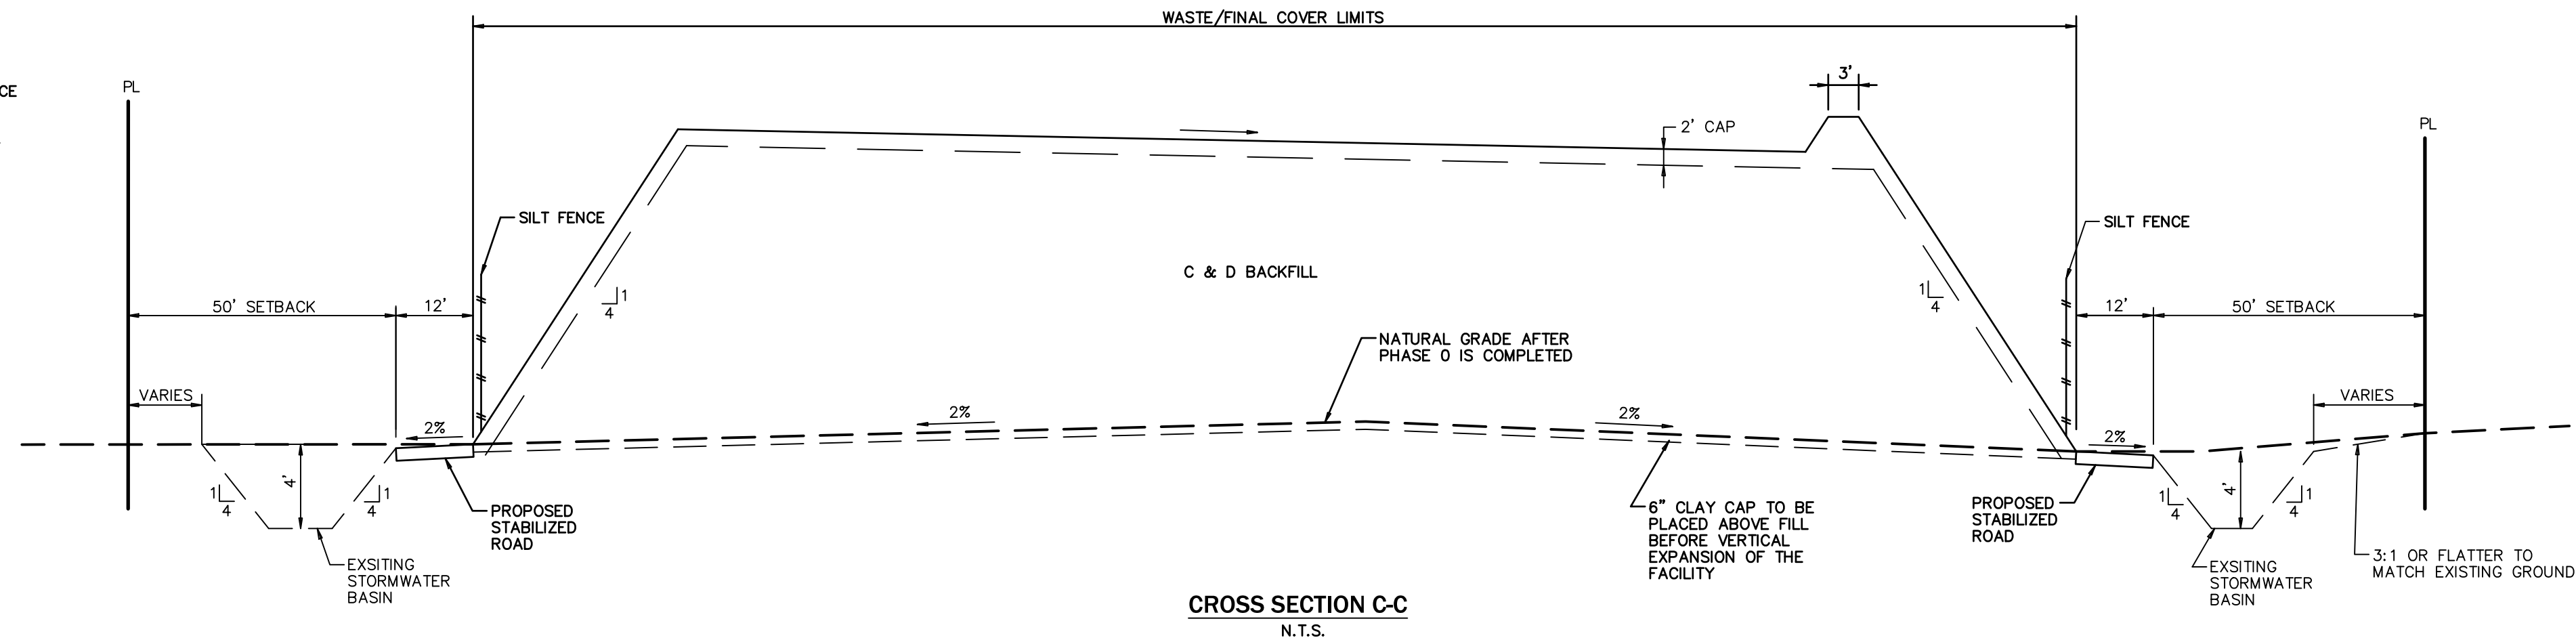 WASTE/FINAL COVER LIMITS
3'
PL
CE
2' CAP
PL
SILT FENCE
SILT FENCE
C & D BACKFILL
1
4
1
4
50' SETBACK
12'
12'
50' SETBACK
NATURAL GRADE AFTER
PHASE 0 IS COMPLETED
VARIES
VARIES
2%
2%
2%
2%
4'
1
4
1
4
4'
1
4
1
4
PROPOSED
STABILIZED
ROAD
6" CLAY CAP TO BE
PLACED ABOVE FILL
BEFORE VERTICAL
EXPANSION OF THE
FACILITY
PROPOSED
STABILIZED
ROAD
EXSITING
STORMWATER
BASIN
EXSITING
STORMWATER
BASIN
3:1 OR FLATTER TO
MATCH EXISTING GROUND
CROSS SECTION C-C
N.T.S.